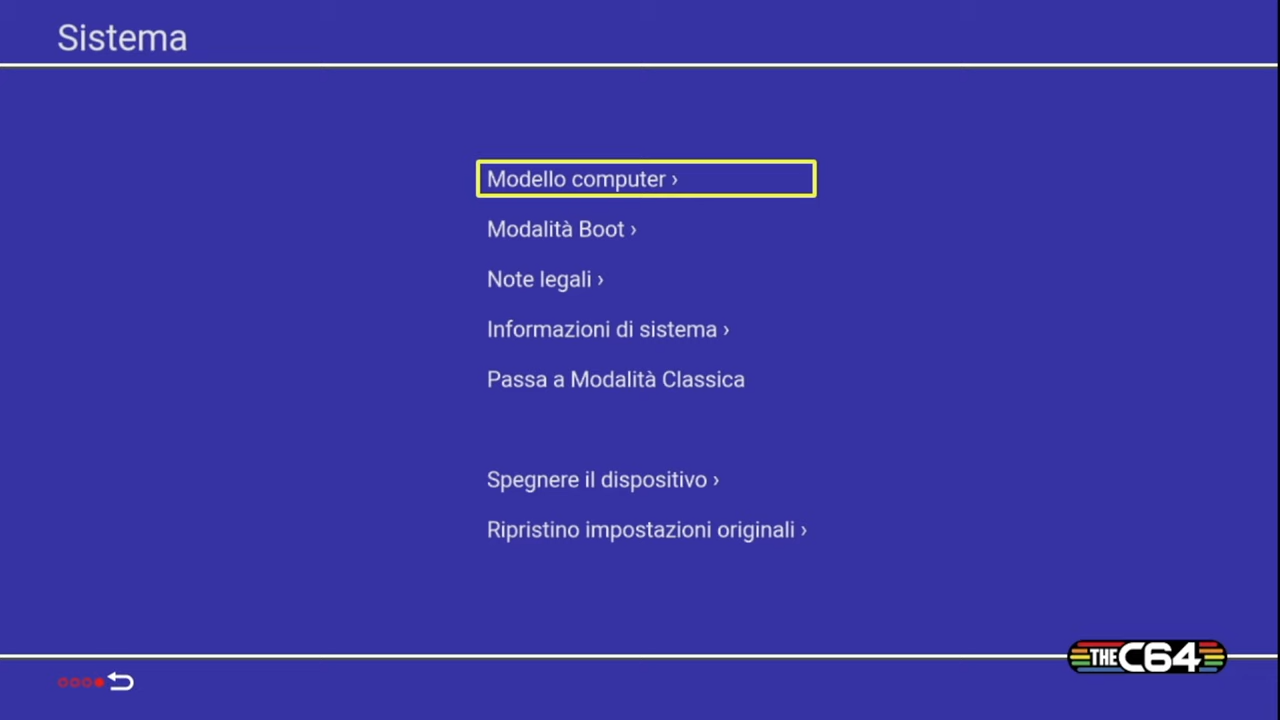 Sistema
Modello computer ›
Modalità Boot ›
Note legali ›
Informazioni di sistema ›
Passa a Modalità Classica
Spegnere il dispositivo ›
Ripristino impostazioni originali ›
THEC64